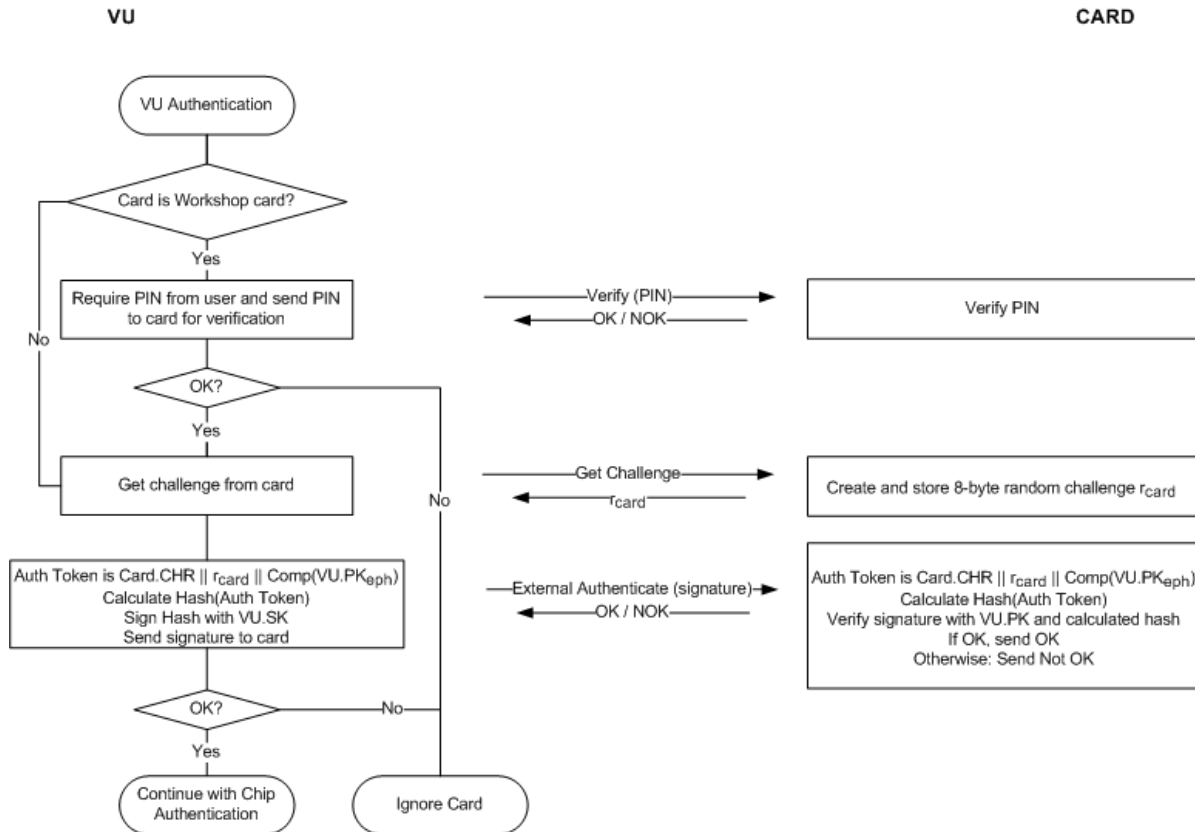 VU
CARD
VU Authentication
Card is Workshop card?
Yes
No
Require PIN from user and send PIN
to card for verification
Verify (PIN)
OK / NOK
Verify PIN
OK?
Yes
No
Get challenge from card
Get Challenge
rcard
Create and store 8-byte random challenge rcard
Auth Token is Card.CHR || rcard || Comp(VU.PKeph)
Calculate Hash(Auth Token)
Sign Hash with VU.SK
Send signature to card
External Authenticate (signature)
OK / NOK
Auth Token is Card.CHR || rcard || Comp(VU.PKeph)
Calculate Hash(Auth Token)
Verify signature with VU.PK and calculated hash
If OK, send OK
Otherwise: Send Not OK
OK?
No
Yes
Continue with Chip
Authentication
Ignore Card